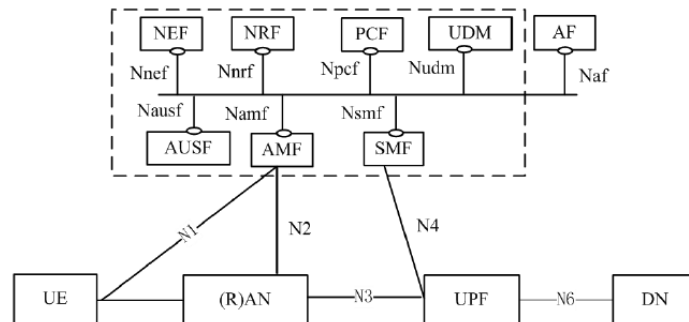 NEF NRF PCF UDM AF
Nnef Nnrf Npcf Nudm Naf
Nausf Namf Nsmf
AUSF AMF SMF
N1 N2 N4
UE (R)AN N3 UPF N6 DN